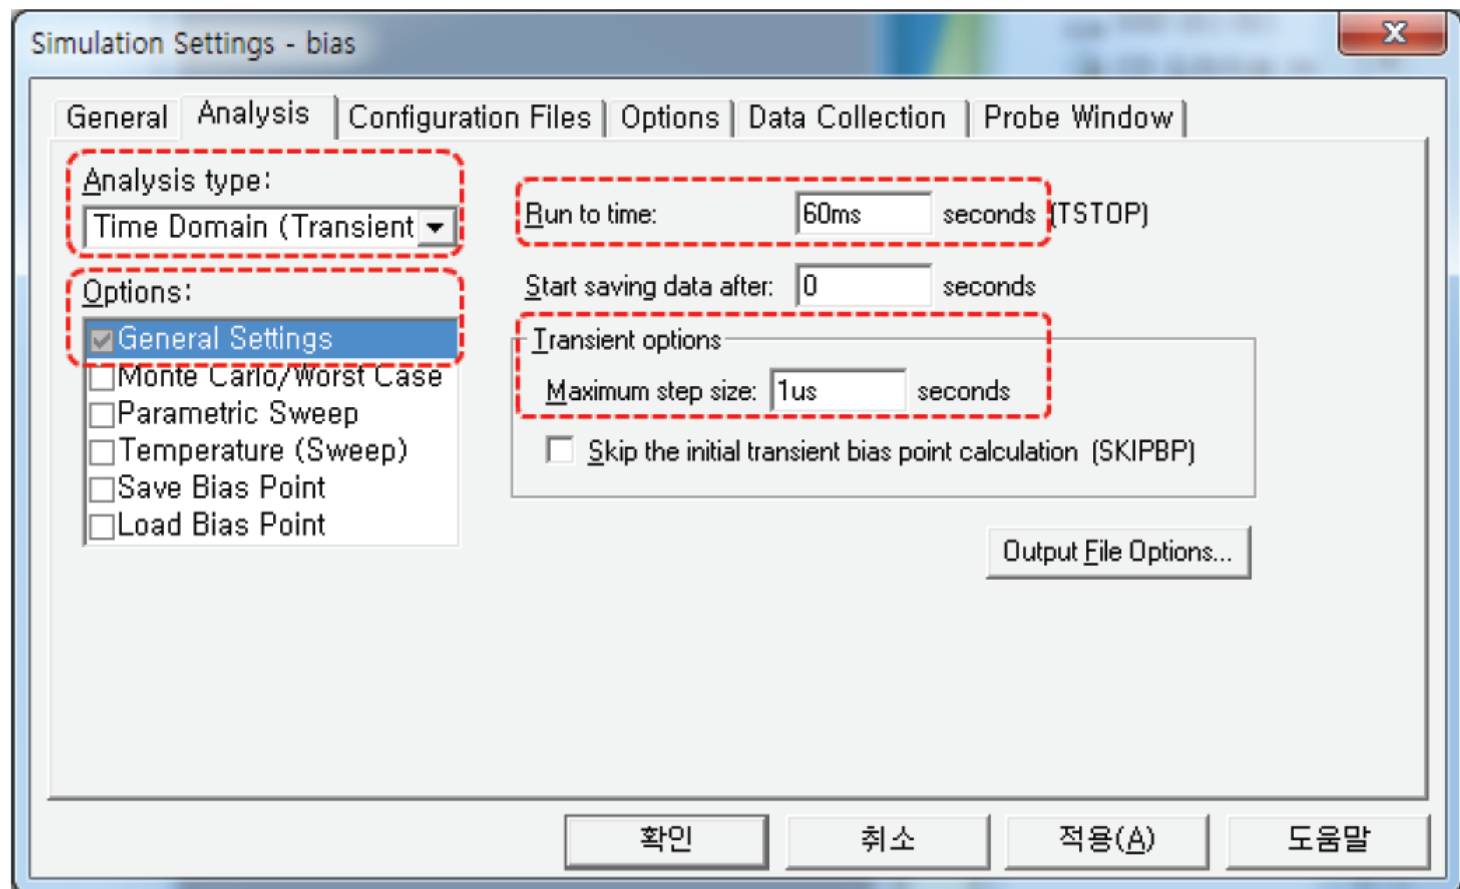 Simulation Settings - bias
General Analysis Configuration Files Options Data Collection Probe Window
Analysis type:
Time Domain (Transient
Options:
General Settings
Monte Carlo/Worst Case
Parametric Sweep
Temperature (Sweep)
Save Bias Point
Load Bias Point
Run to time: 60ms seconds (TSTOP)
Start saving data after: 0 seconds
Transient options
Maximum step size: 1us seconds
Skip the initial transient bias point calculation (SKIPBP)
Output File Options...
확인 취소 적용(A) 도움말